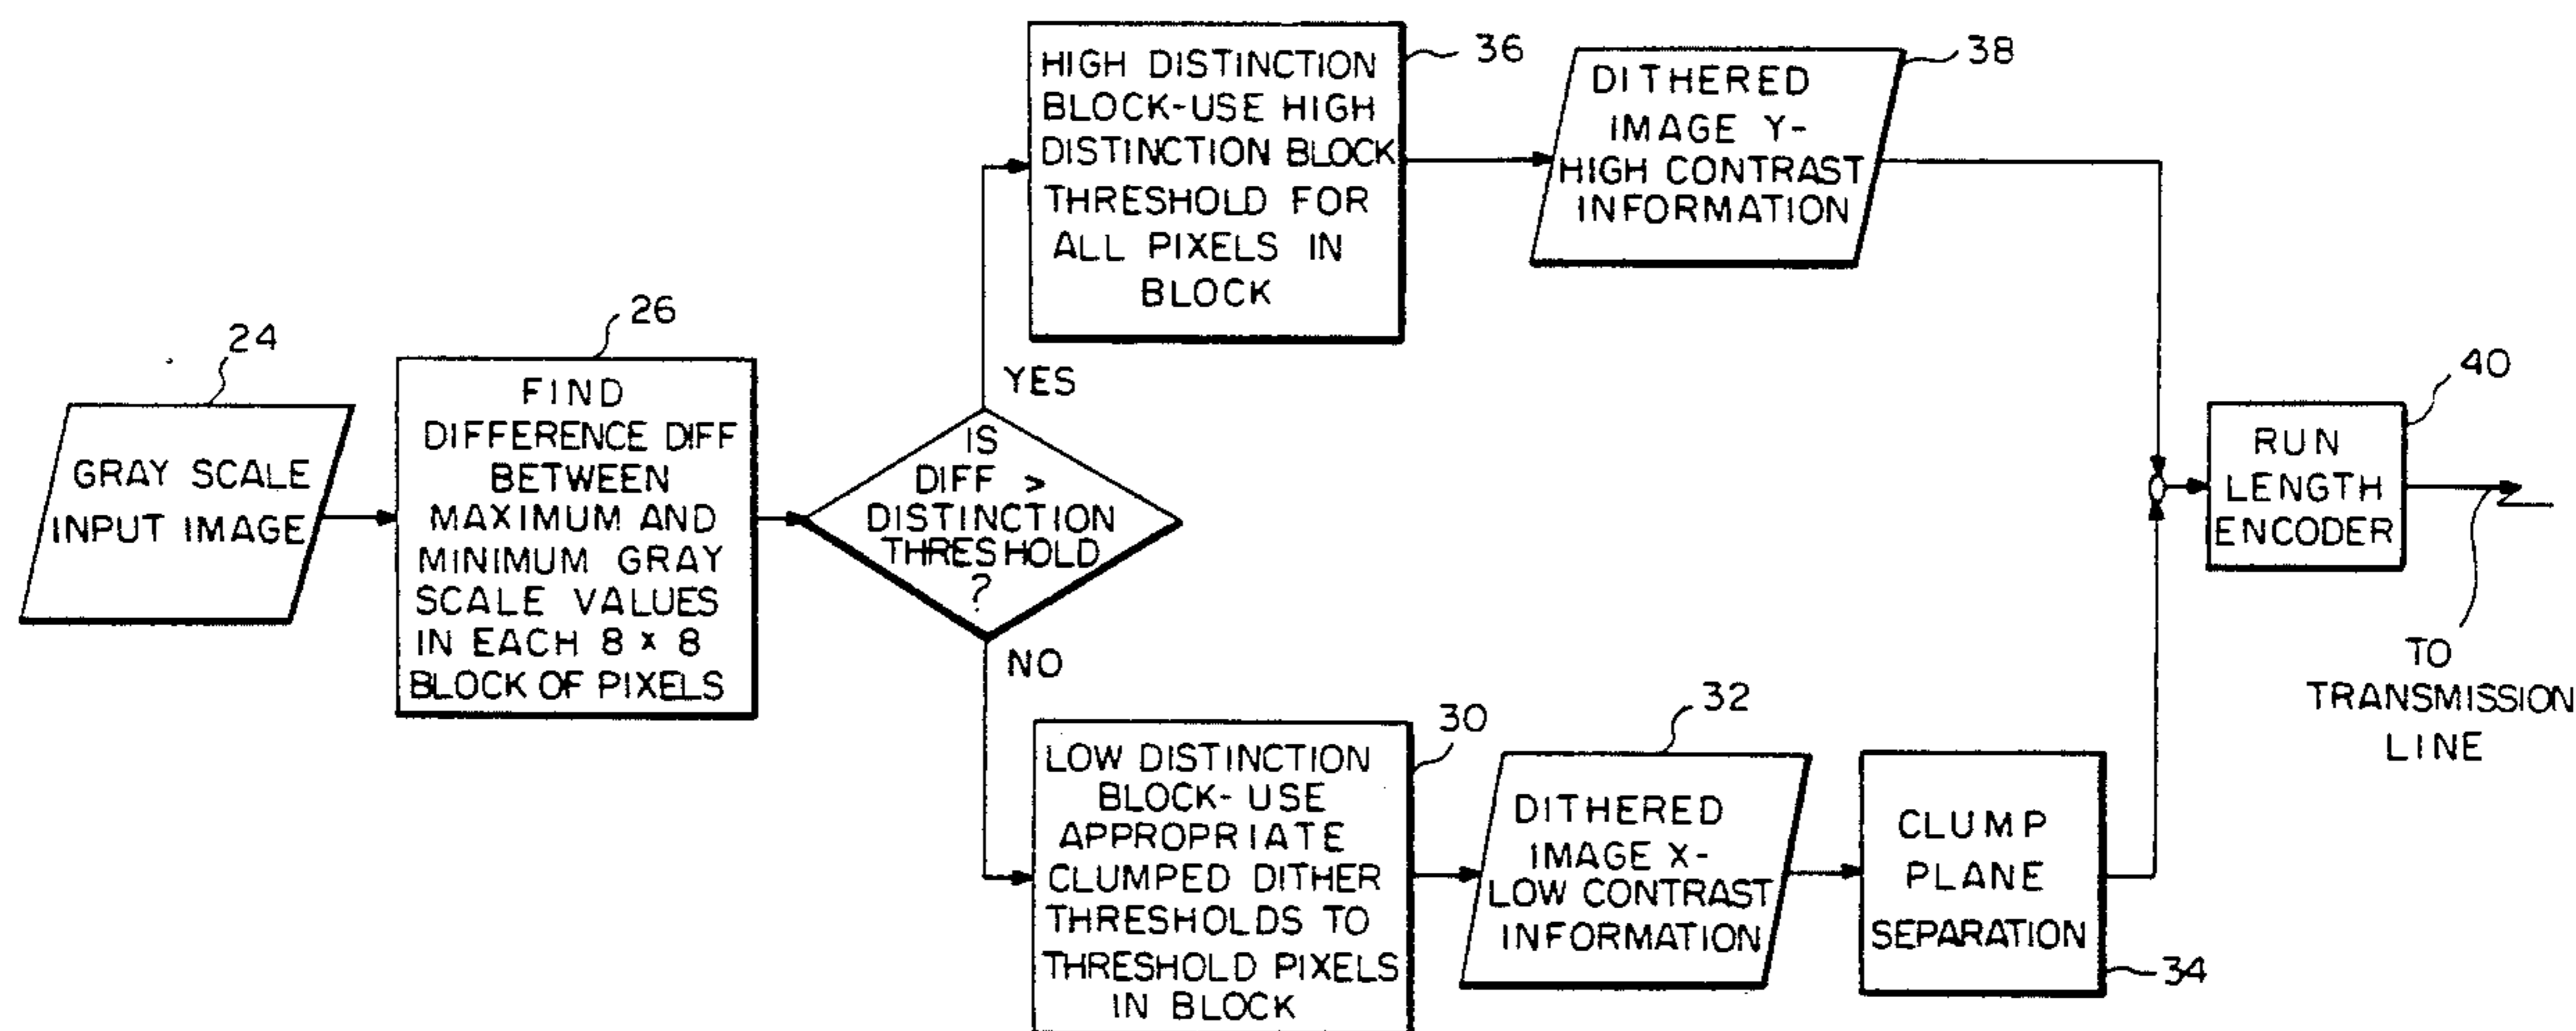 24
GRAY SCALE
INPUT IMAGE
26
FIND
DIFFERENCE DIFF
BETWEEN
MAXIMUM AND
MINIMUM GRAY
SCALE VALUES
IN EACH 8 × 8
BLOCK OF PIXELS
IS
DIFF >
DISTINCTION
THRESHOLD
?
YES
NO
36
HIGH DISTINCTION
BLOCK-USE HIGH
DISTINCTION BLOCK
THRESHOLD FOR
ALL PIXELS IN
BLOCK
38
DITHERED
IMAGE Y-
HIGH CONTRAST
INFORMATION
30
LOW DISTINCTION
BLOCK-USE
APPROPRIATE
CLUMPED DITHER
THRESHOLDS TO
THRESHOLD PIXELS
IN BLOCK
32
DITHERED
IMAGE X-
LOW CONTRAST
INFORMATION
CLUMP
PLANE
SEPARATION
34
40
RUN
LENGTH
ENCODER
TO
TRANSMISSION
LINE